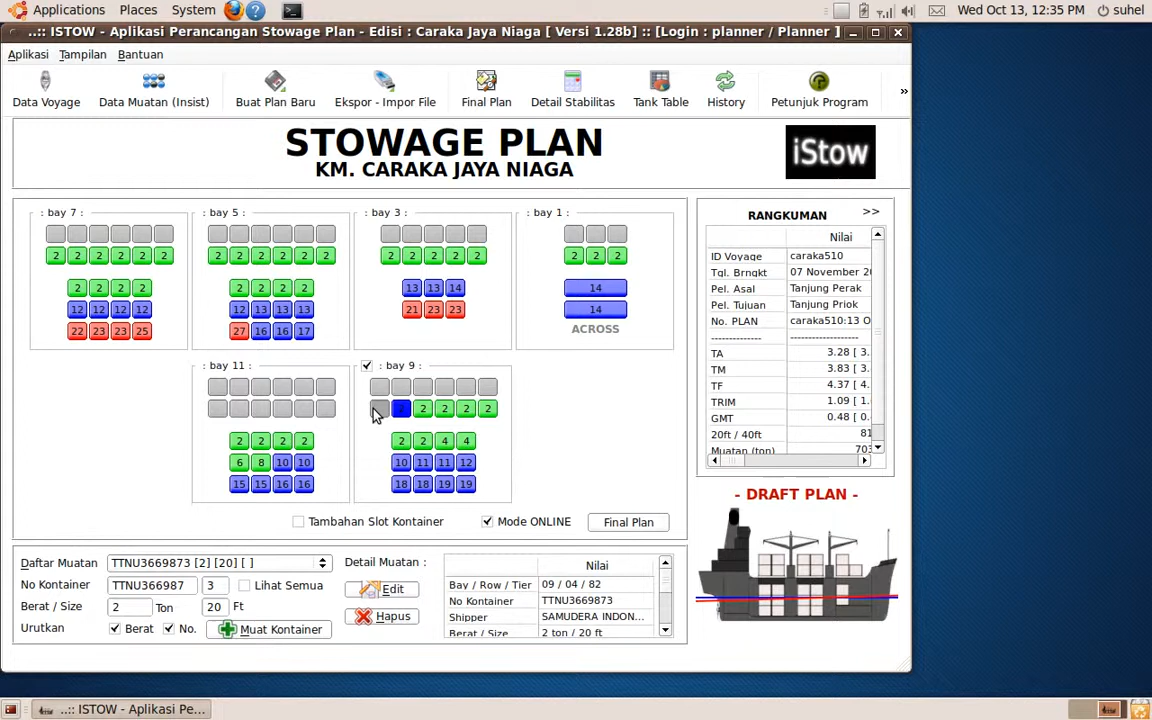 Applications Places System
Wed Oct 13, 12:35 PM suhel
..:: ISTOW - Aplikasi Perancangan Stowage Plan - Edisi : Caraka Jaya Niaga [ Versi 1.28b] :: [Login : planner / Planner ]
Aplikasi Tampilan Bantuan
Data Voyage Data Muatan (Insist) Buat Plan Baru Ekspor - Impor File Final Plan Detail Stabilitas Tank Table History Petunjuk Program »
STOWAGE PLAN
KM. CARAKA JAYA NIAGA
iStow
: bay 7 : : bay 5 : : bay 3 : : bay 1 :
2 2 2 2 2 2 2 2 2 2 2 2 2 2 2 2 2 2 2 2
2 2 2 2 2 2 2 2 13 13 14 14
12 12 12 12 12 13 13 13 21 23 23 14
22 23 23 25 27 16 16 17 ACROSS
: bay 11 : : bay 9 :
2 2 2 2 2
2 2 2 2 2 2 4 4
6 8 10 10 10 11 11 12
15 15 16 16 18 18 19 19
Tambahan Slot Kontainer Mode ONLINE Final Plan
RANGKUMAN >>
Nilai
ID Voyage caraka510
Tgl. Brngkt 07 November 20
Pel. Asal Tanjung Perak
Pel. Tujuan Tanjung Priok
No. PLAN caraka510:13 O
-------------- -------------------
TA 3.28 [ 3.
TM 3.83 [ 3.
TF 4.37 [ 4.
TRIM 1.09 [ 1.
GMT 0.48 [ 0.
20ft / 40ft 81
Muatan (ton) 703
- DRAFT PLAN -
Daftar Muatan TTNU3669873 [2] [20] [ ]
No Kontainer TTNU366987 3 Lihat Semua
Berat / Size 2 Ton 20 Ft
Urutkan Berat No. Muat Kontainer
Detail Muatan :
Edit
Hapus
Nilai
Bay / Row / Tier 09 / 04 / 82
No Kontainer TTNU3669873
Shipper SAMUDERA INDON...
Berat / Size 2 ton / 20 ft
..:: ISTOW - Aplikasi Pe...